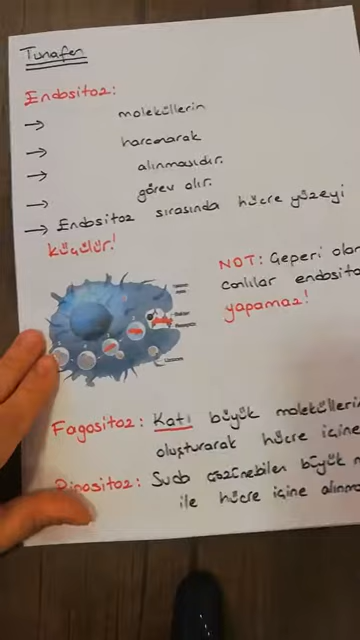 Tunafen
Endositoz:
→ moleküllerin
→ harcanarak
→ alınmasıdır.
→ görev alır.
→ Endositoz sırasında hücre yüzeyi
küçülür!
NOT: Çeperi olan
canlılar endosito
yapamaz!
Fagositoz: Katı büyük moleküllerin
oluşturarak hücre içine
Pinositoz: Suda çözünebilen büyük
ile hücre içine alınma